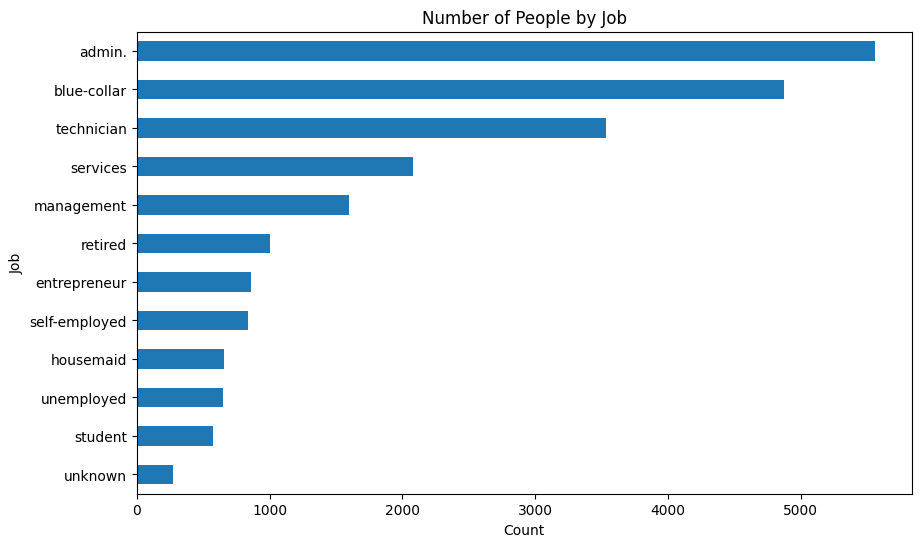 Number of People by Job
Job
admin.
blue-collar
technician
services
management
retired
entrepreneur
self-employed
housemaid
unemployed
student
unknown
0 1000 2000 3000 4000 5000
Count